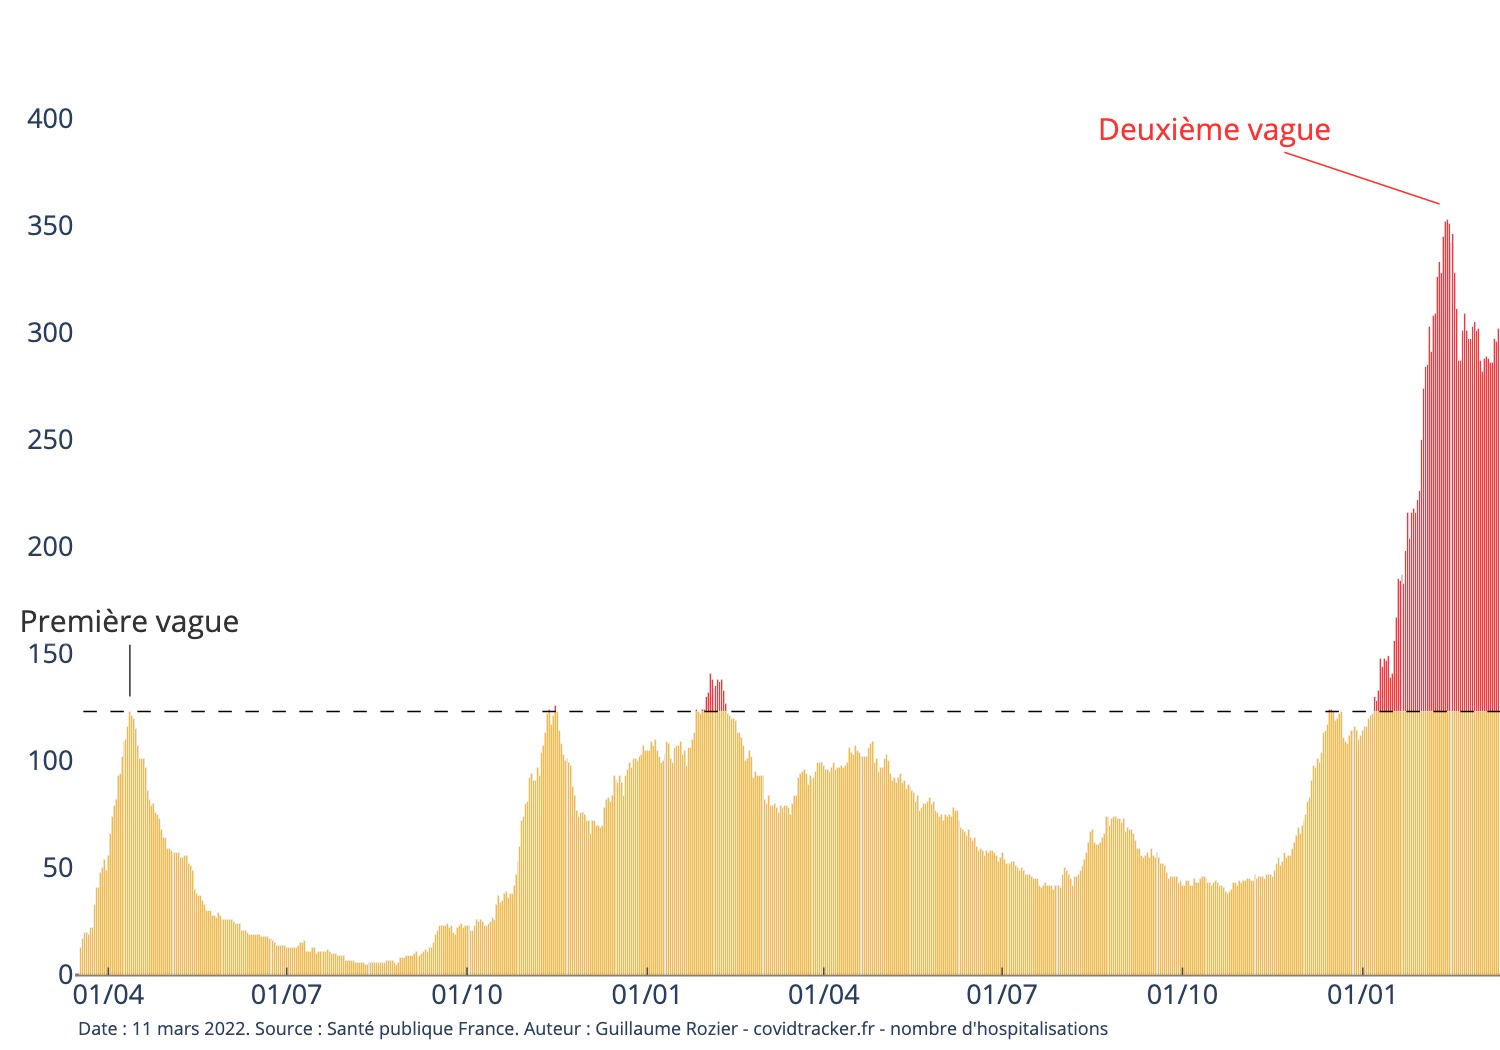 400
Deuxième vague
350
300
250
200
Première vague
150
100
50
0
01/04 01/07 01/10 01/01 01/04 01/07 01/10 01/01
Date : 11 mars 2022. Source : Santé publique France. Auteur : Guillaume Rozier - covidtracker.fr - nombre d'hospitalisations